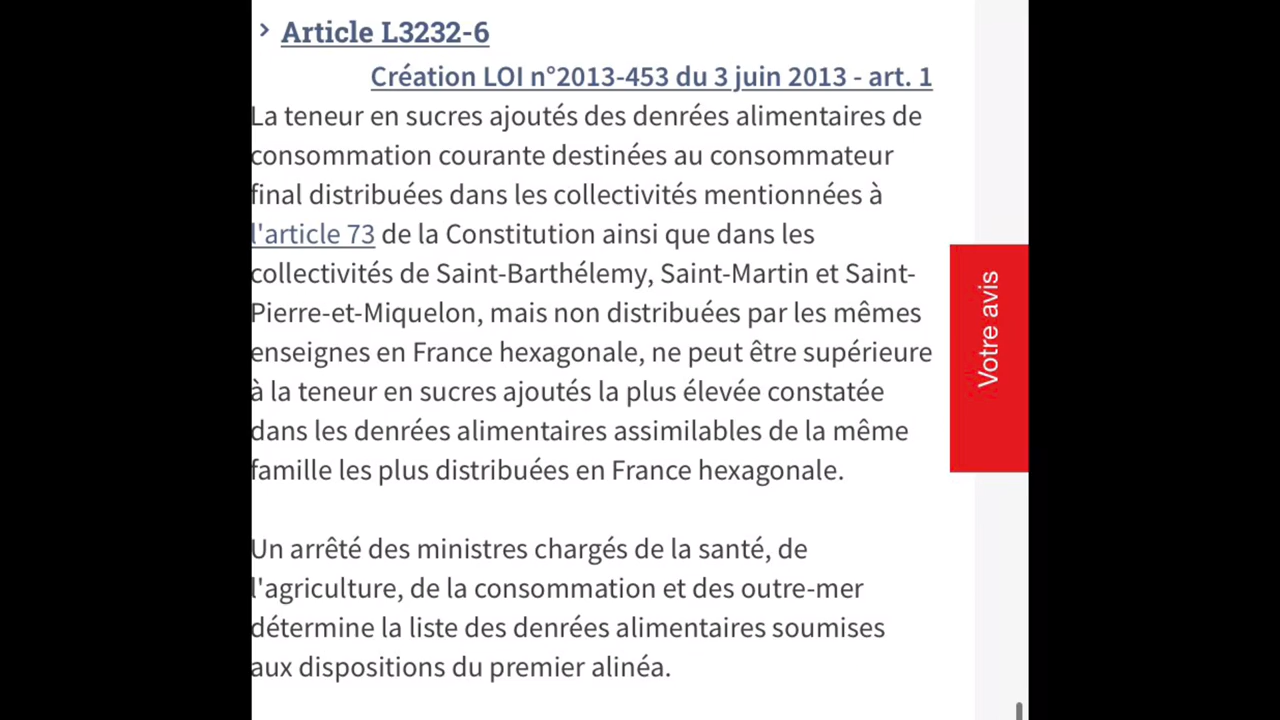 Article L3232-6
Création LOI n°2013-453 du 3 juin 2013 - art. 1
La teneur en sucres ajoutés des denrées alimentaires de
consommation courante destinées au consommateur
final distribuées dans les collectivités mentionnées à
l'article 73 de la Constitution ainsi que dans les
collectivités de Saint-Barthélemy, Saint-Martin et Saint-
Pierre-et-Miquelon, mais non distribuées par les mêmes
enseignes en France hexagonale, ne peut être supérieure
à la teneur en sucres ajoutés la plus élevée constatée
dans les denrées alimentaires assimilables de la même
famille les plus distribuées en France hexagonale.
Un arrêté des ministres chargés de la santé, de
l'agriculture, de la consommation et des outre-mer
détermine la liste des denrées alimentaires soumises
aux dispositions du premier alinéa.
Votre avis